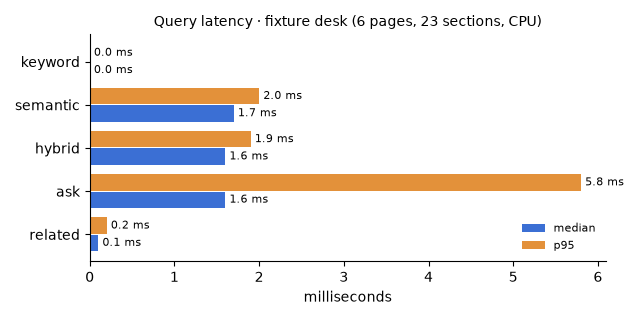 Query latency · fixture desk (6 pages, 23 sections, CPU)
keyword
0.0 ms
0.0 ms
semantic
2.0 ms
1.7 ms
hybrid
1.9 ms
1.6 ms
ask
5.8 ms
1.6 ms
related
0.2 ms
0.1 ms
median
p95
0 1 2 3 4 5 6
milliseconds